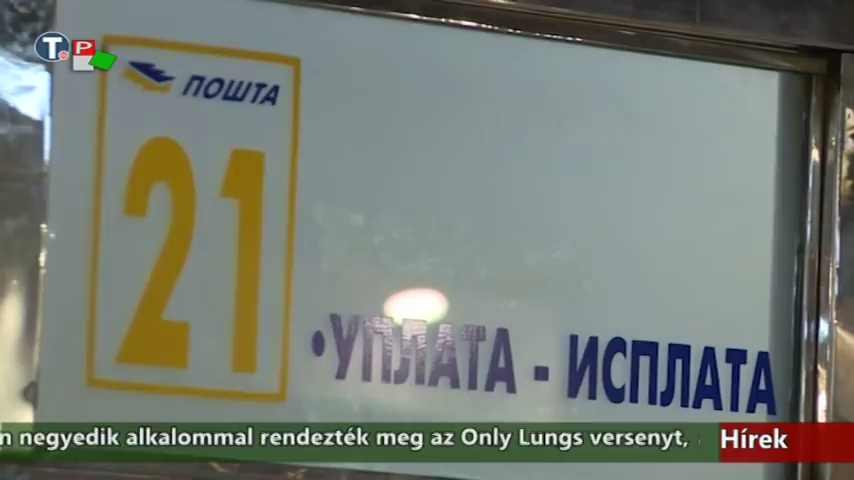 T. P
ПОШТА
21
•УПЛАТА - ИСПЛАТА
n negyedik alkalommal rendezték meg az Only Lungs versenyt,
Hírek